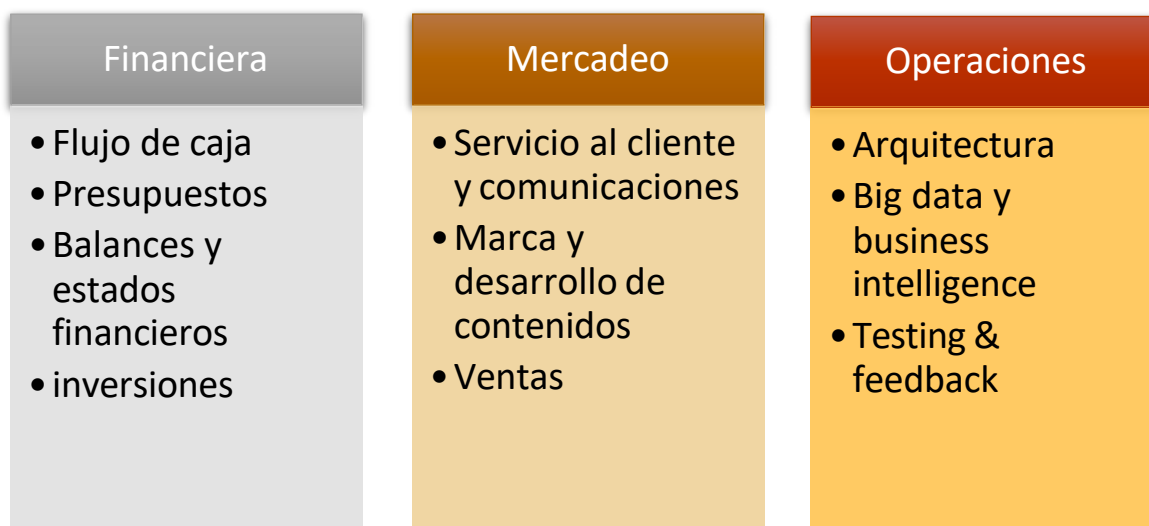 Financiera
• Flujo de caja
• Presupuestos
• Balances y
estados
financieros
• inversiones
Mercadeo
• Servicio al cliente
y comunicaciones
• Marca y
desarrollo de
contenidos
• Ventas
Operaciones
• Arquitectura
• Big data y
business
intelligence
• Testing &
feedback